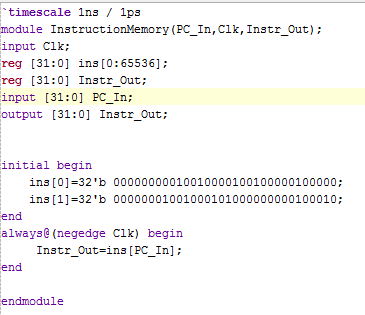 `timescale 1ns / 1ps
module InstructionMemory(PC_In,Clk,Instr_Out);
input Clk;
reg [31:0] ins[0:65536];
reg [31:0] Instr_Out;
input [31:0] PC_In;
output [31:0] Instr_Out;
initial begin
ins[0]=32'b 00000000010010000100100000100000;
ins[1]=32'b 00000001001000101000000000100010;
end
always@(negedge Clk) begin
Instr_Out=ins[PC_In];
end
endmodule